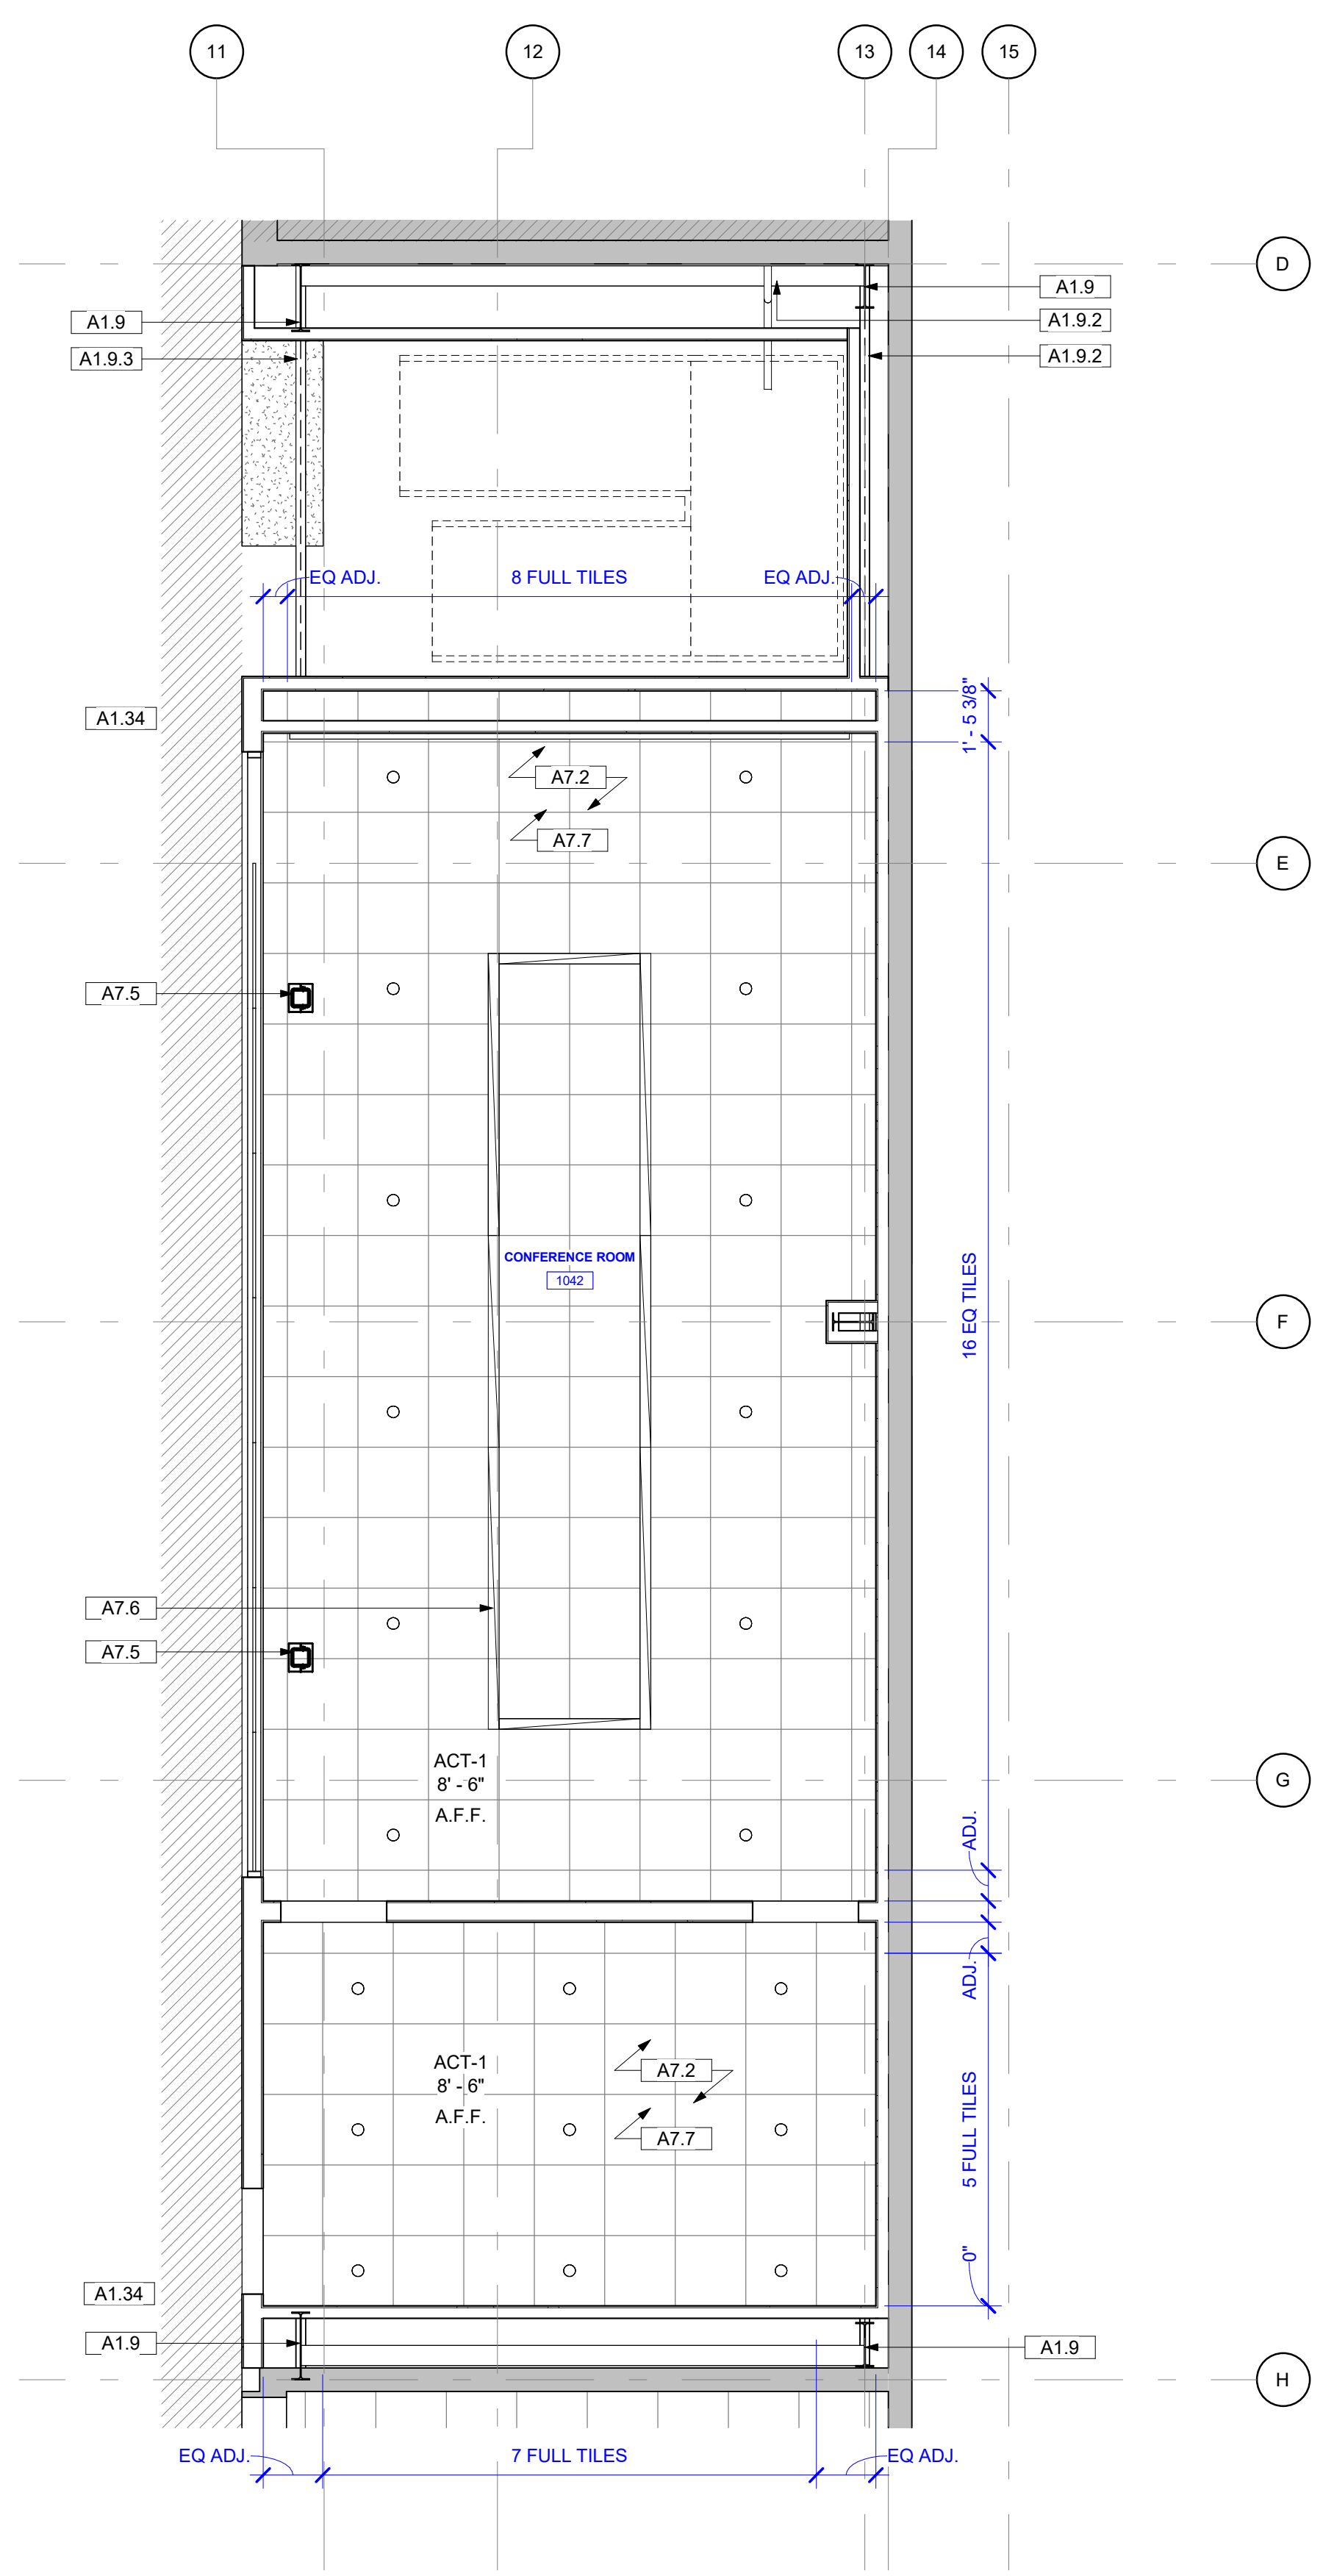 11
12
13
14
15
D
A1.9
A1.9
A1.9.2
A1.9.3
A1.9.2
EQ ADJ.
8 FULL TILES
EQ ADJ.
A1.34
1' - 5 3/8"
A7.2
A7.7
E
A7.5
CONFERENCE ROOM
1042
16 EQ TILES
F
A7.6
A7.5
ACT-1
8' - 6"
A.F.F.
G
ADJ.
ADJ.
ACT-1
8' - 6"
A.F.F.
A7.2
A7.7
5 FULL TILES
0"
A1.34
A1.9
A1.9
H
EQ ADJ.
7 FULL TILES
EQ ADJ.